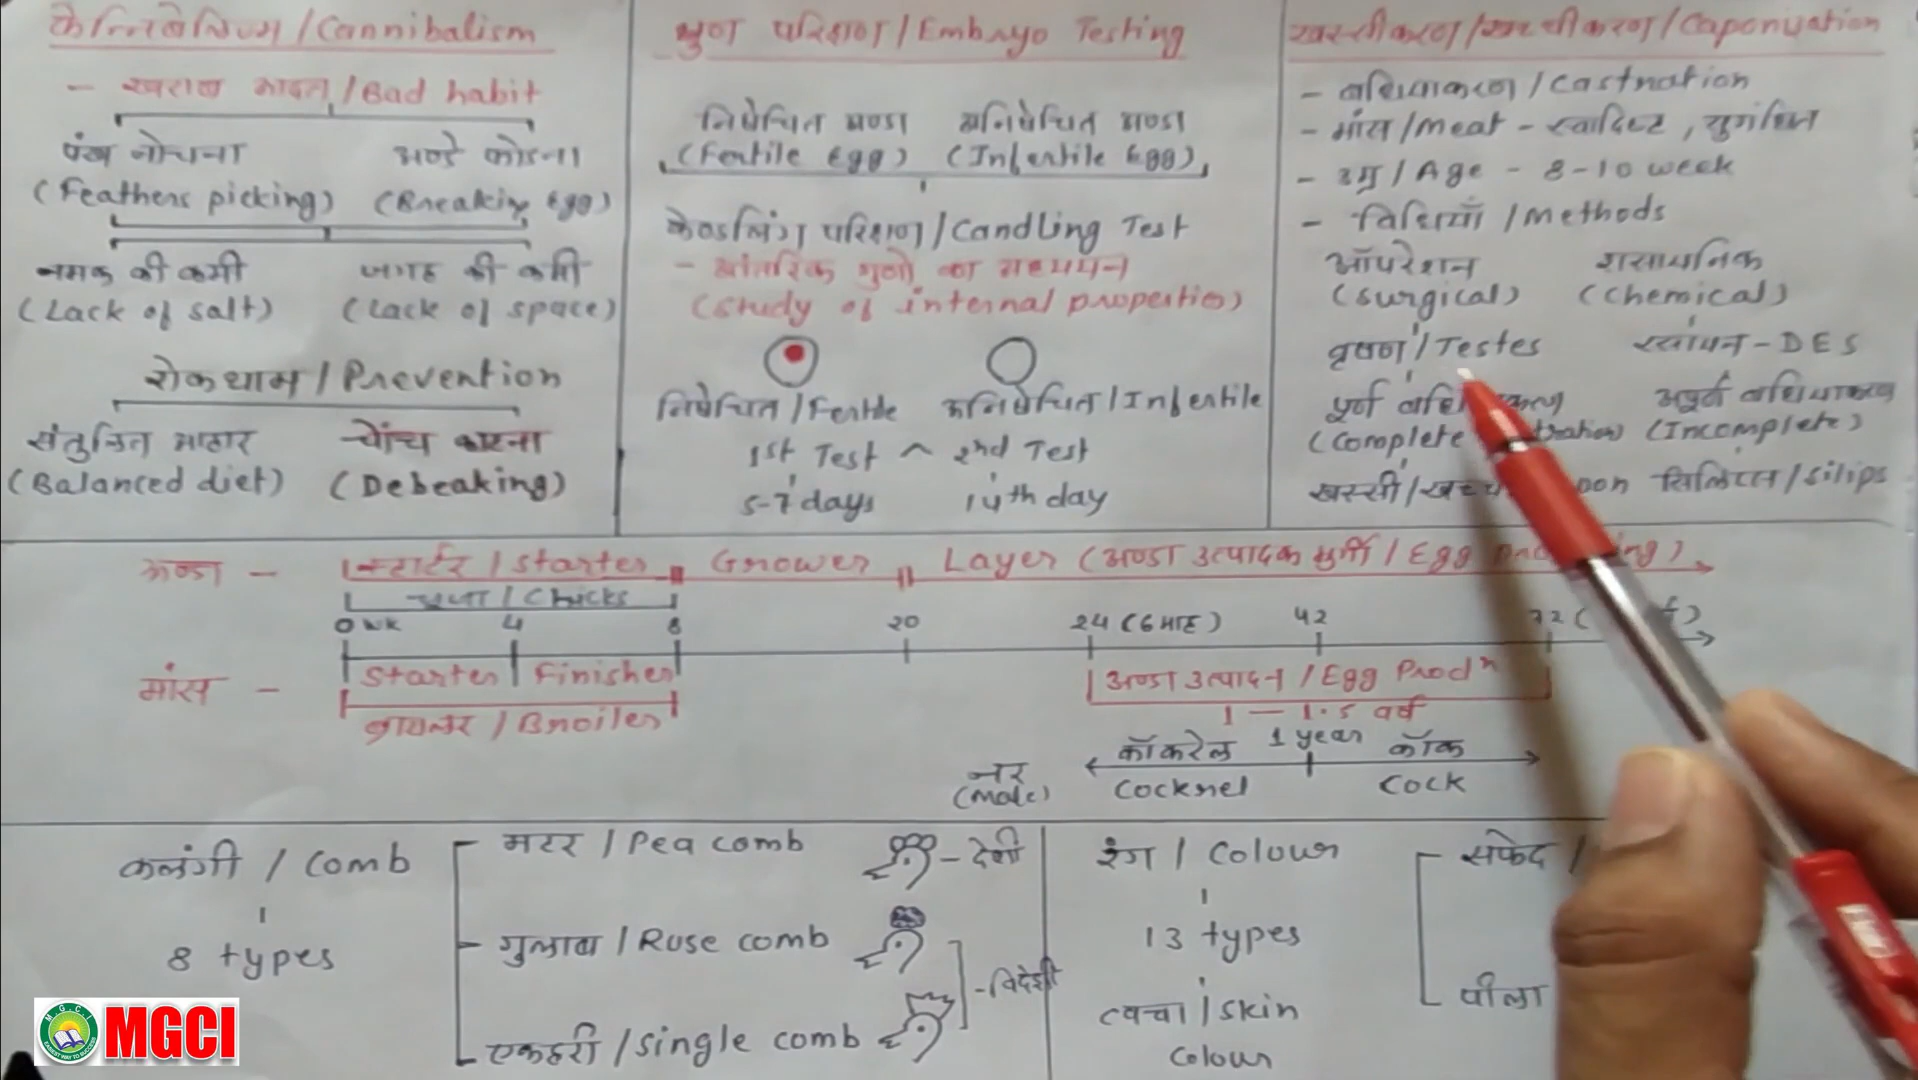 केनिबेलिज्म/Cannibalism
- खराब आदत/Bad habit
पंख नोचना
अण्डे फोडना
(Feathers picking)
(Breaking Egg)
नमक की कमी
जगह की कमी
(Lack of salt)
(Lack of space)
रोकथाम/Prevention
संतुलित आहार
चोंच काटना
(Balanced diet)
(Debeaking)
भ्रुण परिक्षण/Embryo Testing
निषेचित अण्डा
अनिषेचित अण्डा
(Fertile Egg)
(Infertile Egg)
केण्डलिंग परिक्षण/Candling Test
- आंतरिक गुणो का अध्ययन
(Study of internal properties)
निषेचित/Fertile
अनिषेचित/Infertile
1st Test
2nd Test
5-7 days
14th day
खस्सीकरण/खच्चीकरण/Caponization
- बधियाकरण/Castration
- मांस/meat - स्वादिष्ट, सुगंधित
- उम्र/Age - 8-10 week
- विधियाँ/methods
ऑपरेशन
रासायनिक
(Surgical)
(Chemical)
वृषण/Testes
रसायन-DES
पूर्ण
अपूर्ण बधियाकरण
(Complete
(Incomplete)
खस्सी/
सिलिप्स/Silips
अण्डा -
स्टार्टर/Starter
Grower
Layer (अण्डा उत्पादक मुर्गी/Egg
चूजा/Chicks
0 wk
4
8
20
24 (6 माह)
42
72
मांस -
Starter
Finisher
अण्डा उत्पादन/Egg Prodⁿ
ब्रायलर/Broiler
1 - 1.5 वर्ष
नर
(male)
कॉकरेल
1 year
कॉक
Cockrel
Cock
कलंगी/Comb
8 types
मटर/Pea comb
- देशी
गुलाब/Rose comb
एकहरी/Single comb
- विदेशी
रंग/Colour
13 types
त्वचा/skin
colour
सफेद/
पीला
M.G.C.I
MGCI